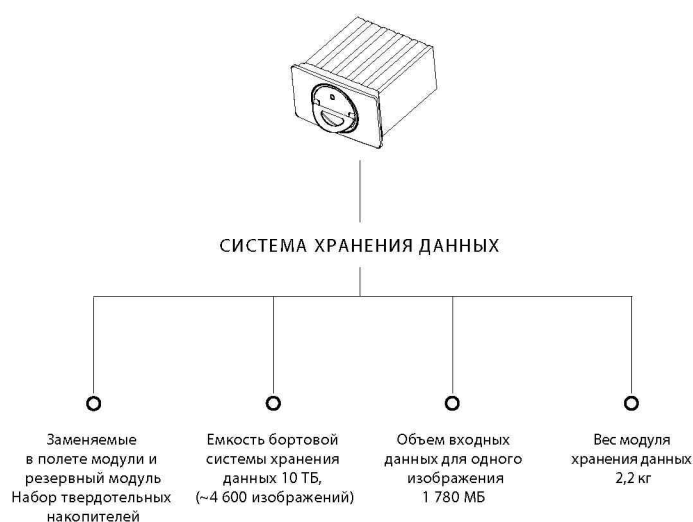 СИСТЕМА ХРАНЕНИЯ ДАННЫХ
Заменяемые
в полете модули и
резервный модуль
Набор твердотельных
накопителей
Емкость бортовой
системы хранения
данных 10 ТБ,
(~4 600 изображений)
Объем входных
данных для одного
изображения
1 780 МБ
Вес модуля
хранения данных
2,2 кг